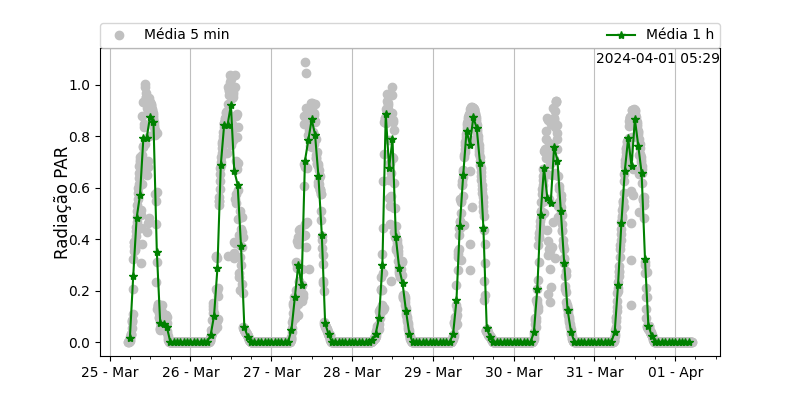 Média 5 min
Média 1 h
2024-04-01 05:29
Radiação PAR
1.0
0.8
0.6
0.4
0.2
0.0
25 - Mar
26 - Mar
27 - Mar
28 - Mar
29 - Mar
30 - Mar
31 - Mar
01 - Apr